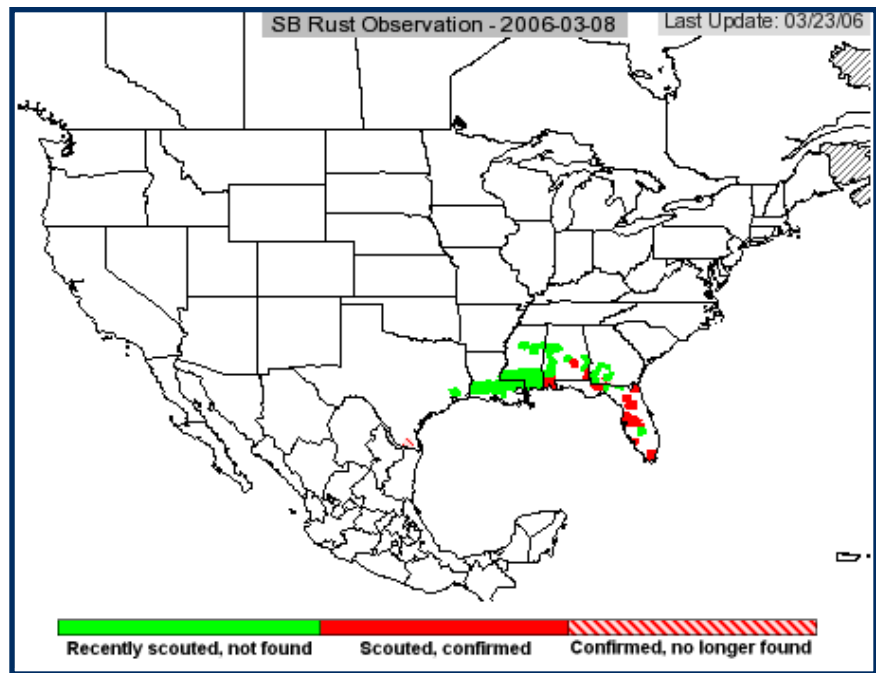 SB Rust Observation - 2006-03-08
Last Update: 03/23/06
Recently scouted, not found
Scouted, confirmed
Confirmed, no longer found